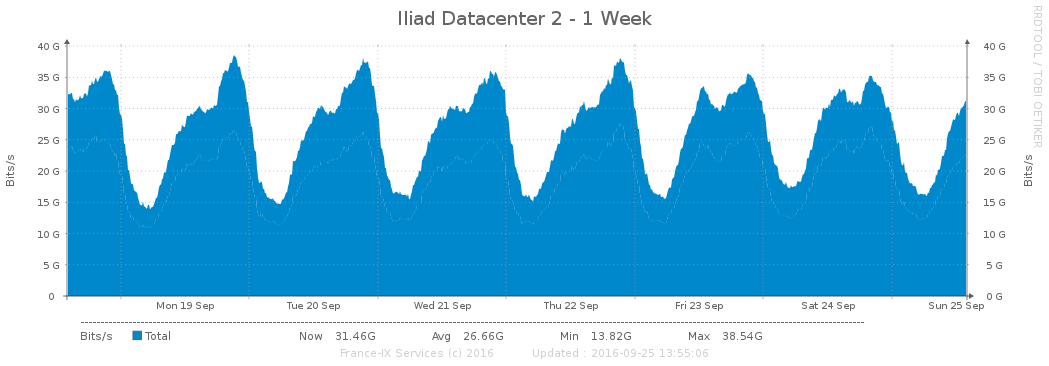 Iliad Datacenter 2 - 1 Week
RRDTOOL / TOBI OETIKER
Bits/s
40 G 40 G
35 G 35 G
30 G 30 G
25 G 25 G
20 G 20 G
15 G 15 G
10 G 10 G
5 G 5 G
0 0 G
Bits/s
Mon 19 Sep Tue 20 Sep Wed 21 Sep Thu 22 Sep Fri 23 Sep Sat 24 Sep Sun 25 Sep
Bits/s Total Now 31.46G Avg 26.66G Min 13.82G Max 38.54G
France-IX Services (c) 2016 Updated : 2016-09-25 13:55:06